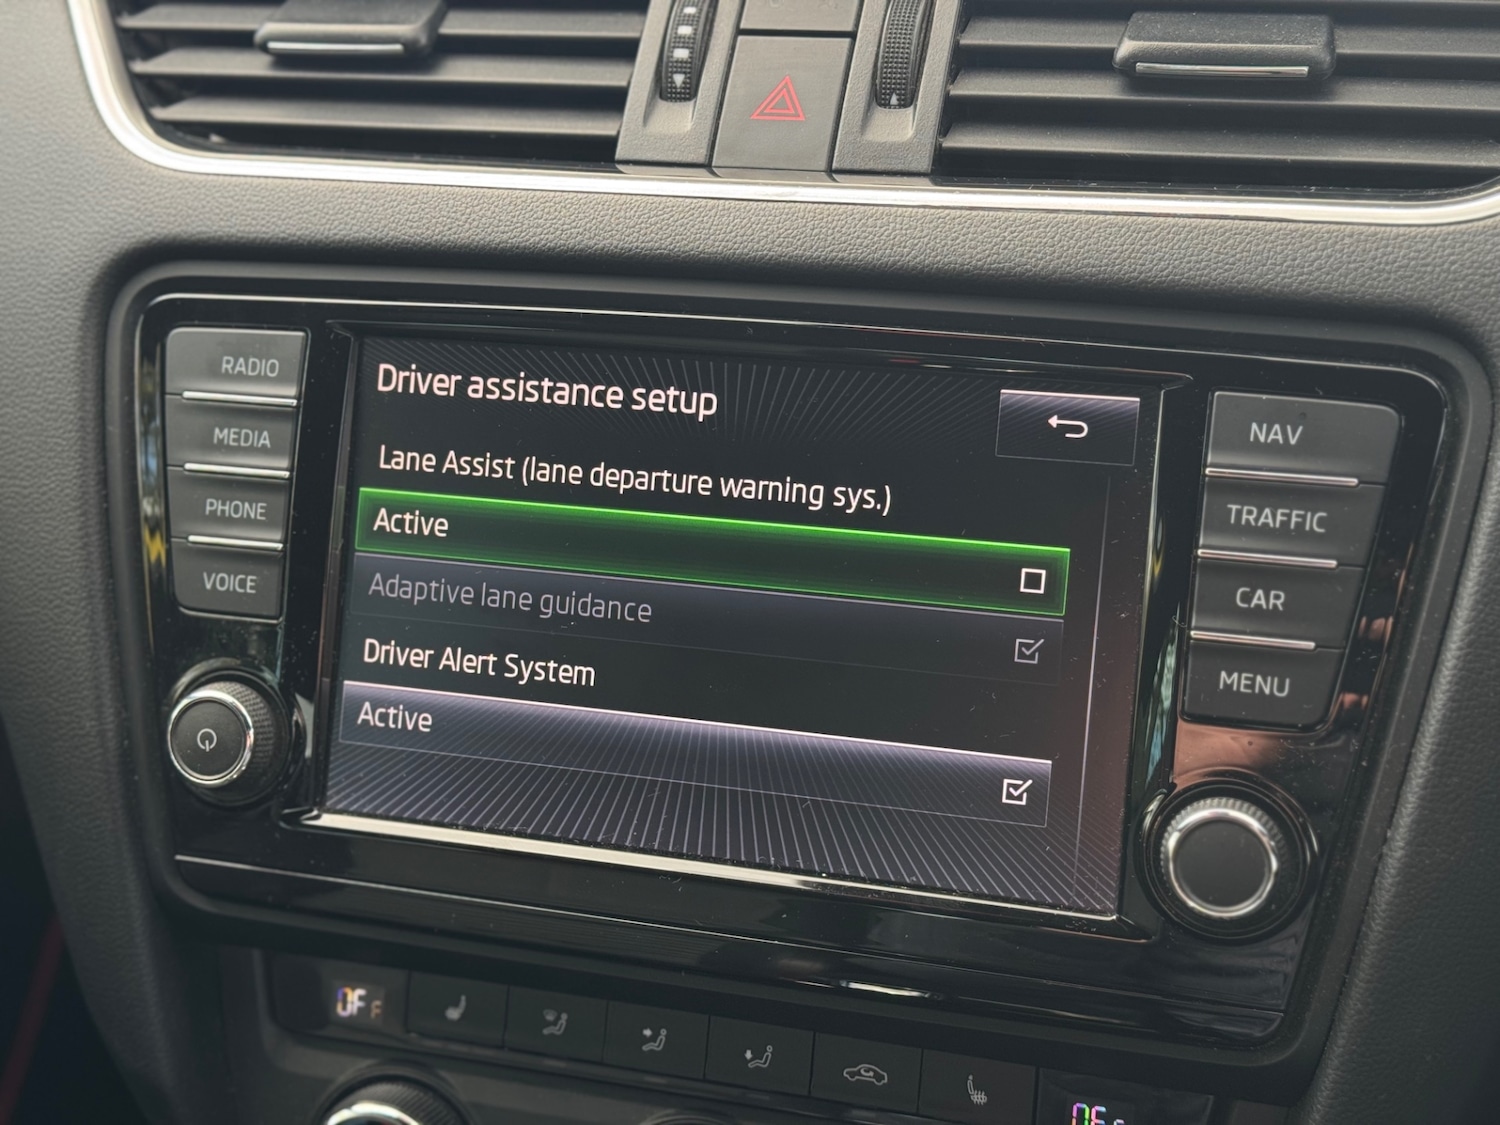 RADIO
MEDIA
PHONE
VOICE
Driver assistance setup
Lane Assist (lane departure warning sys.)
Active
Adaptive lane guidance
Driver Alert System
Active
NAV
TRAFFIC
CAR
MENU
OFF